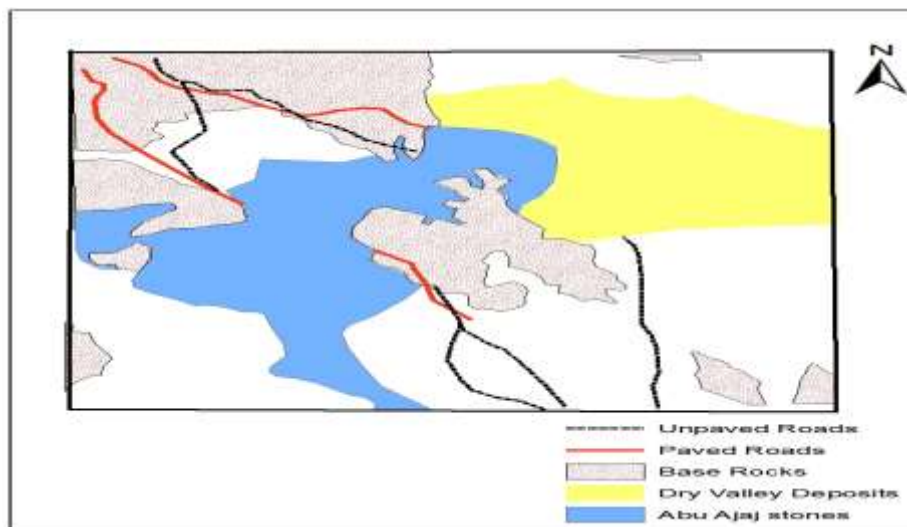 N
Unpaved Roads
Paved Roads
Base Rocks
Dry Valley Deposits
Abu Ajaj stones